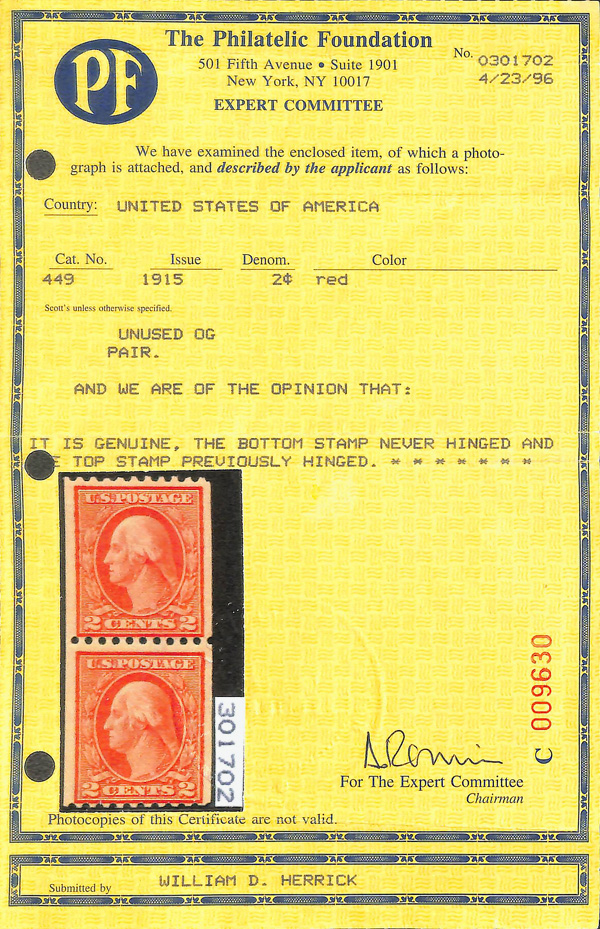 PF
The Philatelic Foundation
501 Fifth Avenue • Suite 1901
New York, NY 10017
EXPERT COMMITTEE
No. 0301702
4/23/96
We have examined the enclosed item, of which a photo-
graph is attached, and described by the applicant as follows:
Country: UNITED STATES OF AMERICA
Cat. No. Issue Denom. Color
449 1915 2¢ red
Scott's unless otherwise specified.
UNUSED OG
PAIR.
AND WE ARE OF THE OPINION THAT:
IT IS GENUINE, THE BOTTOM STAMP NEVER HINGED AND
E TOP STAMP PREVIOUSLY HINGED. * * * * * * *
U.S. POSTAGE
2 CENTS 2
U.S. POSTAGE
2 CENTS 2
301702
C 009630
For The Expert Committee
Chairman
Photocopies of this Certificate are not valid.
Submitted by WILLIAM D. HERRICK